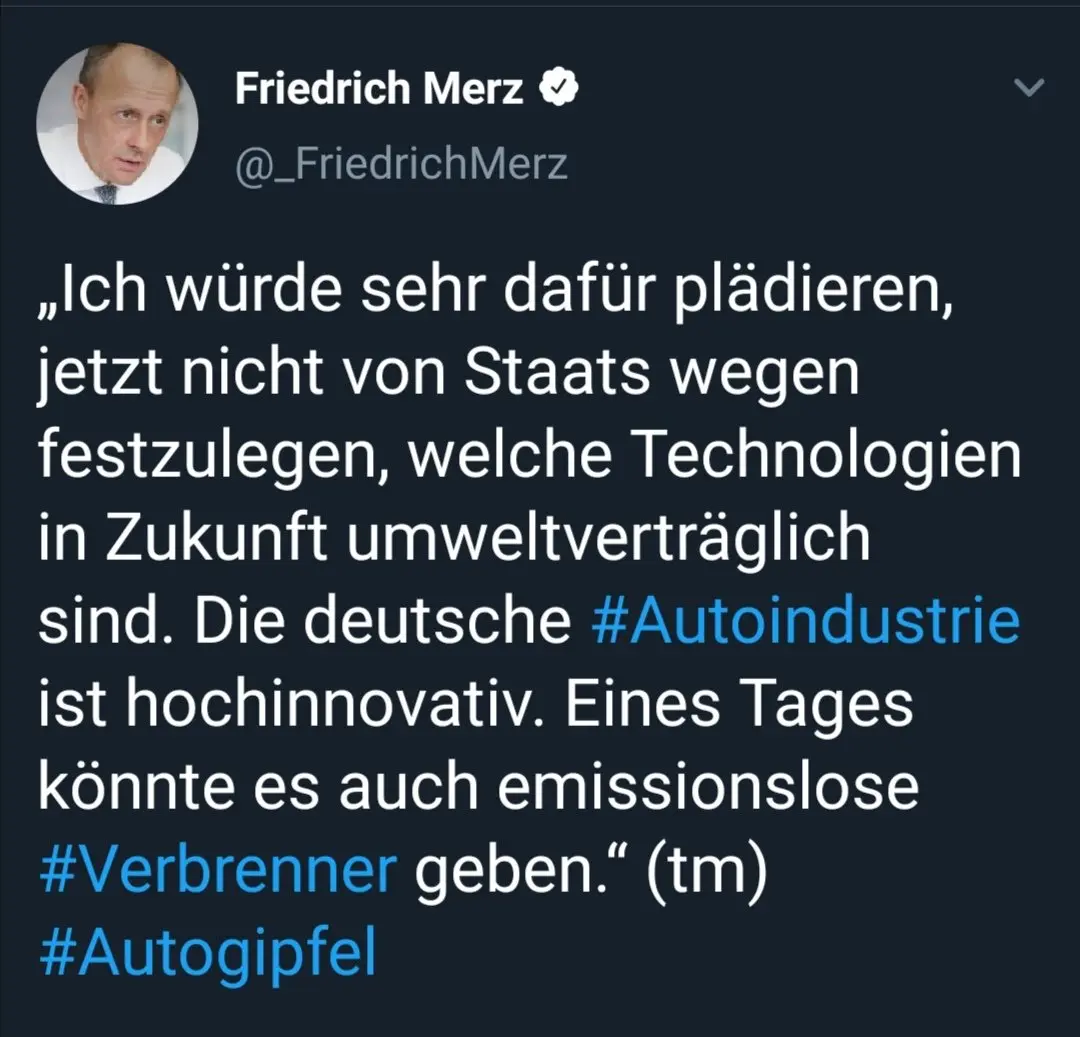 Friedrich Merz
@_FriedrichMerz
„Ich würde sehr dafür plädieren,
jetzt nicht von Staats wegen
festzulegen, welche Technologien
in Zukunft umweltverträglich
sind. Die deutsche #Autoindustrie
ist hochinnovativ. Eines Tages
könnte es auch emissionslose
#Verbrenner geben.“ (tm)
#Autogipfel